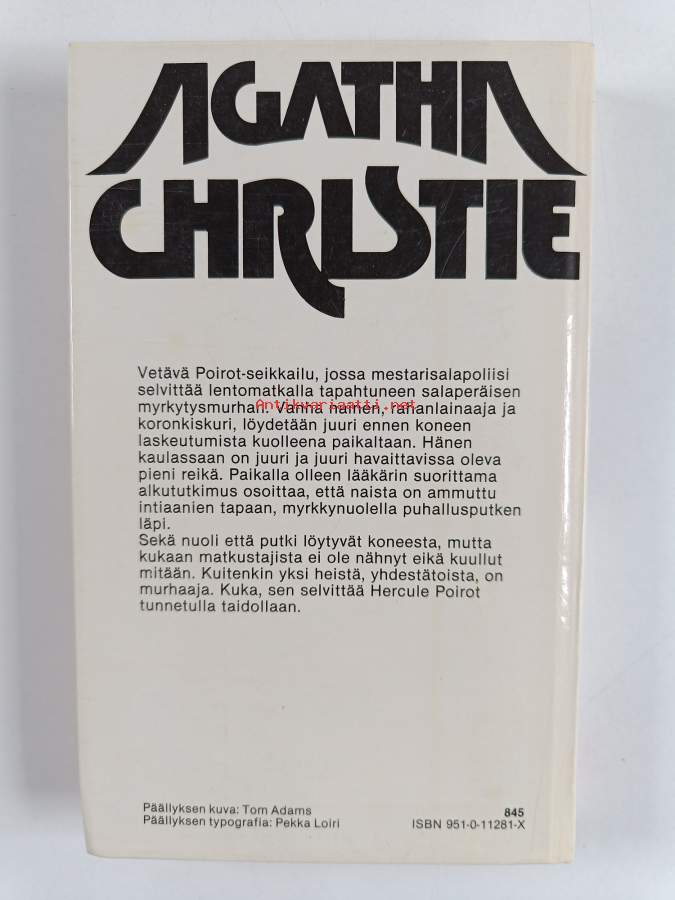 AGATHA
CHRISTIE
Vetävä Poirot-seikkailu, jossa mestarisalapoliisi
selvittää lentomatkalla tapahtuneen salaperäisen
myrkytysmurhan. Vanha nainen, rahanlainaaja ja
Antikvariaatti.net
koronkiskuri, löydetään juuri ennen koneen
laskeutumista kuolleena paikaltaan. Hänen
kaulassaan on juuri ja juuri havaittavissa oleva
pieni reikä. Paikalla olleen lääkärin suorittama
alkututkimus osoittaa, että naista on ammuttu
intiaanien tapaan, myrkkynuolella puhallusputken
läpi.
Sekä nuoli että putki löytyvät koneesta, mutta
kukaan matkustajista ei ole nähnyt eikä kuullut
mitään. Kuitenkin yksi heistä, yhdestätoista, on
murhaaja. Kuka, sen selvittää Hercule Poirot
tunnetulla taidollaan.
Päällyksen kuva: Tom Adams
Päällyksen typografia: Pekka Loiri
845
ISBN 951-0-11281-X